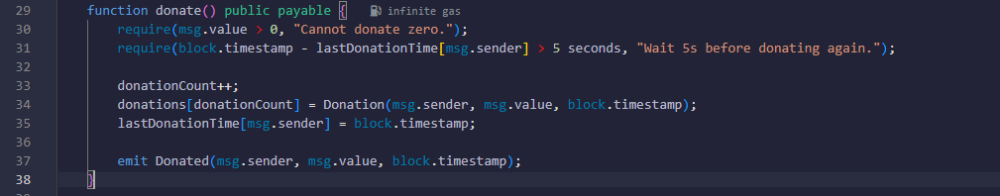 29 function donate() public payable { infinite gas
30 require(msg.value > 0, "Cannot donate zero.");
31 require(block.timestamp - lastDonationTime[msg.sender] > 5 seconds, "Wait 5s before donating again.");
32
33 donationCount++;
34 donations[donationCount] = Donation(msg.sender, msg.value, block.timestamp);
35 lastDonationTime[msg.sender] = block.timestamp;
36
37 emit Donated(msg.sender, msg.value, block.timestamp);
38 }